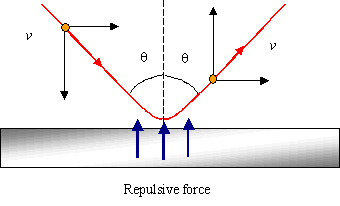 θ θ
v v
Repulsive force